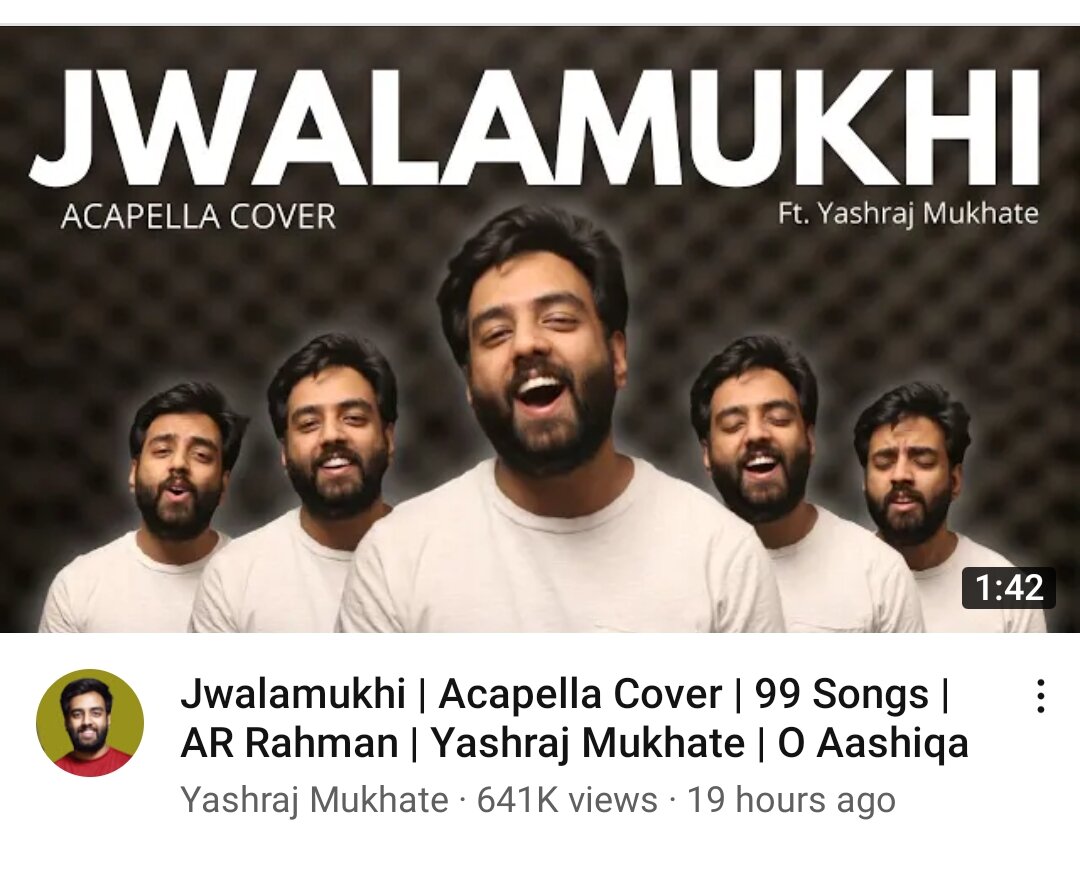 JWALAMUKHI
ACAPELLA COVER
Ft. Yashraj Mukhate
1:42
Jwalamukhi | Acapella Cover | 99 Songs |
AR Rahman | Yashraj Mukhate | O Aashiqa
Yashraj Mukhate · 641K views · 19 hours ago